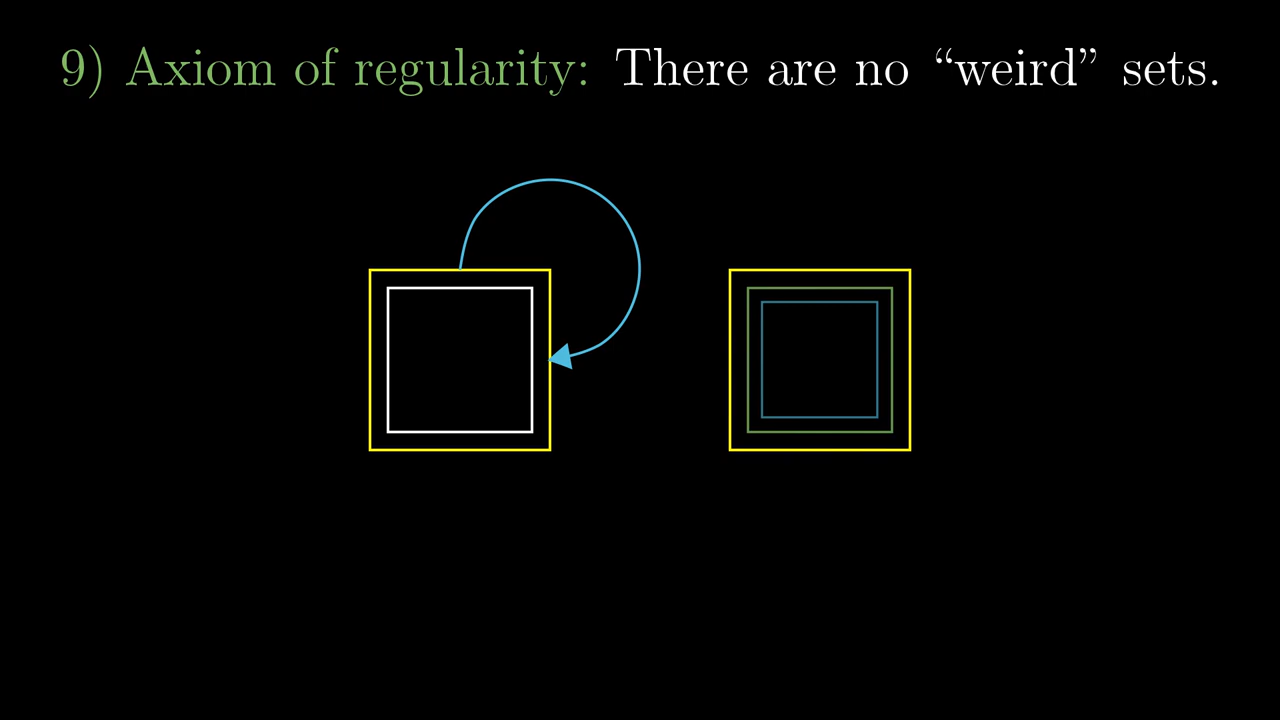 9) Axiom of regularity: There are no “weird” sets.